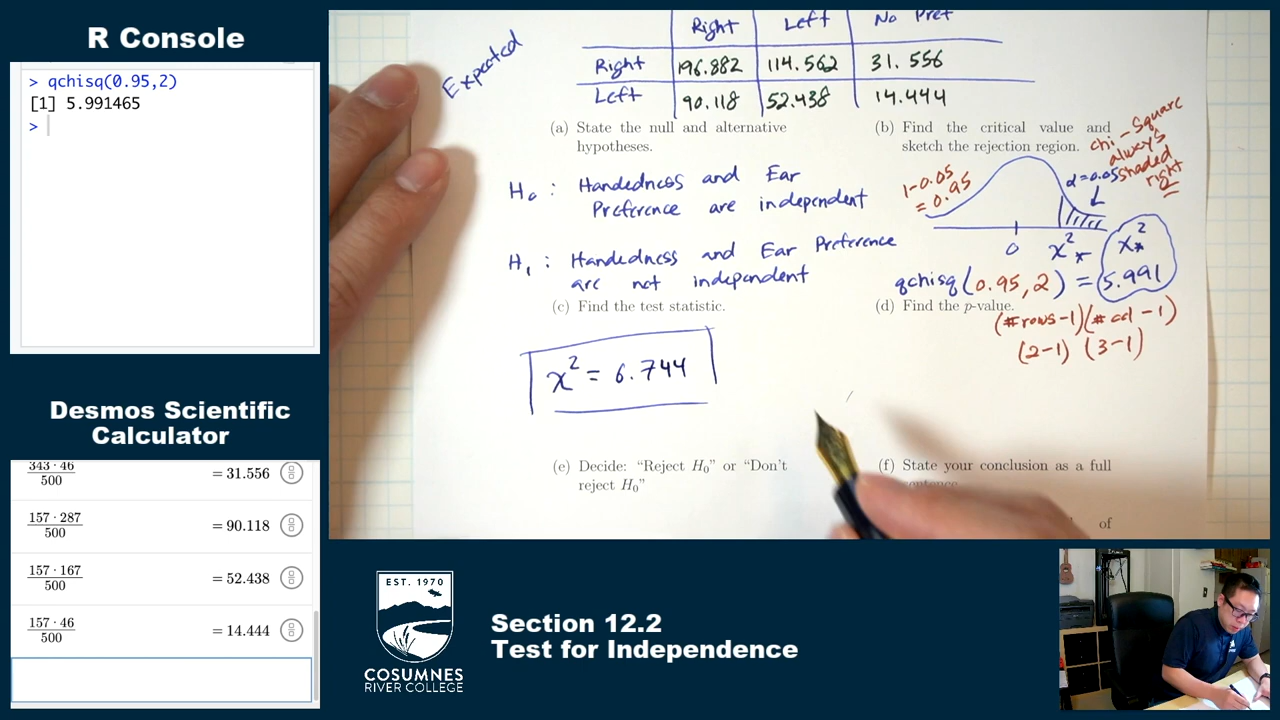 R Console
> qchisq(0.95,2)
[1] 5.991465
>
Desmos Scientific
Calculator
343 · 46
500
= 31.556
157 · 287
500
= 90.118
157 · 167
500
= 52.438
157 · 46
500
= 14.444
Expected
Right Left No Pref
Right 196.882 114.562 31.556
Left 90.118 52.438 14.444
(a) State the null and alternative
hypotheses.
H₀ : Handedness and Ear
Preference are independent
H₁ : Handedness and Ear Preference
are not independent
(b) Find the critical value and
sketch the rejection region.
chi-square
always
shaded
right
1-0.05
= 0.95
α=0.05
0 χ²*
χ²*
qchisq(0.95, 2) = 5.991
(#rows-1)(#col-1)
(2-1) (3-1)
(c) Find the test statistic.
χ² = 6.744
(d) Find the p-value.
(e) Decide: “Reject H₀” or “Don’t
reject H₀”
(f) State your conclusion as a full
sentence.
of
EST. 1970
COSUMNES
RIVER COLLEGE
Section 12.2
Test for Independence